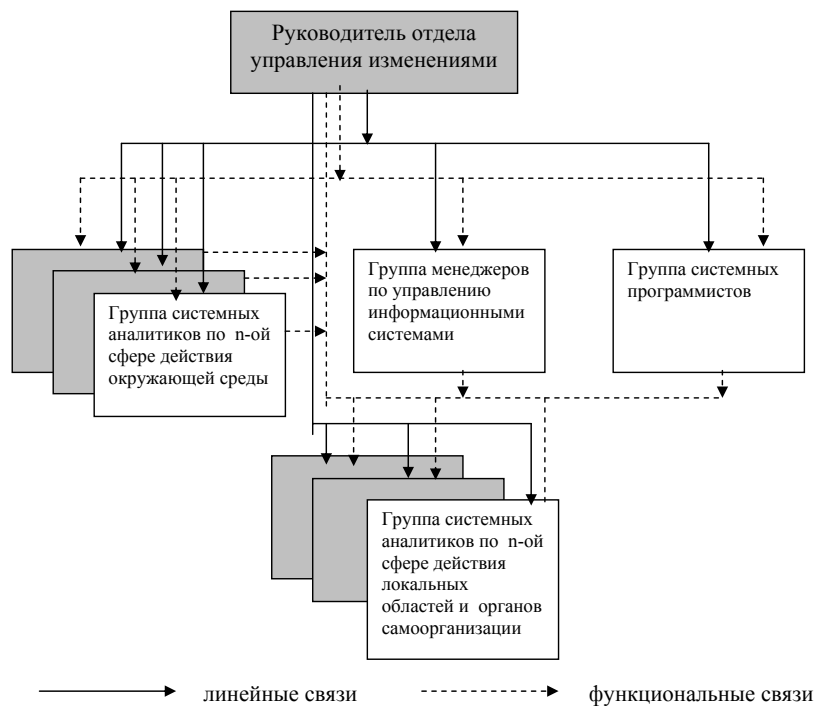 Руководитель отдела
управления изменениями
Группа менеджеров
по управлению
информационными
системами
Группа системных
программистов
Группа системных
аналитиков по n-ой
сфере действия
окружающей среды
Группа системных
аналитиков по n-ой
сфере действия
локальных
областей и органов
самоорганизации
линейные связи
функциональные связи